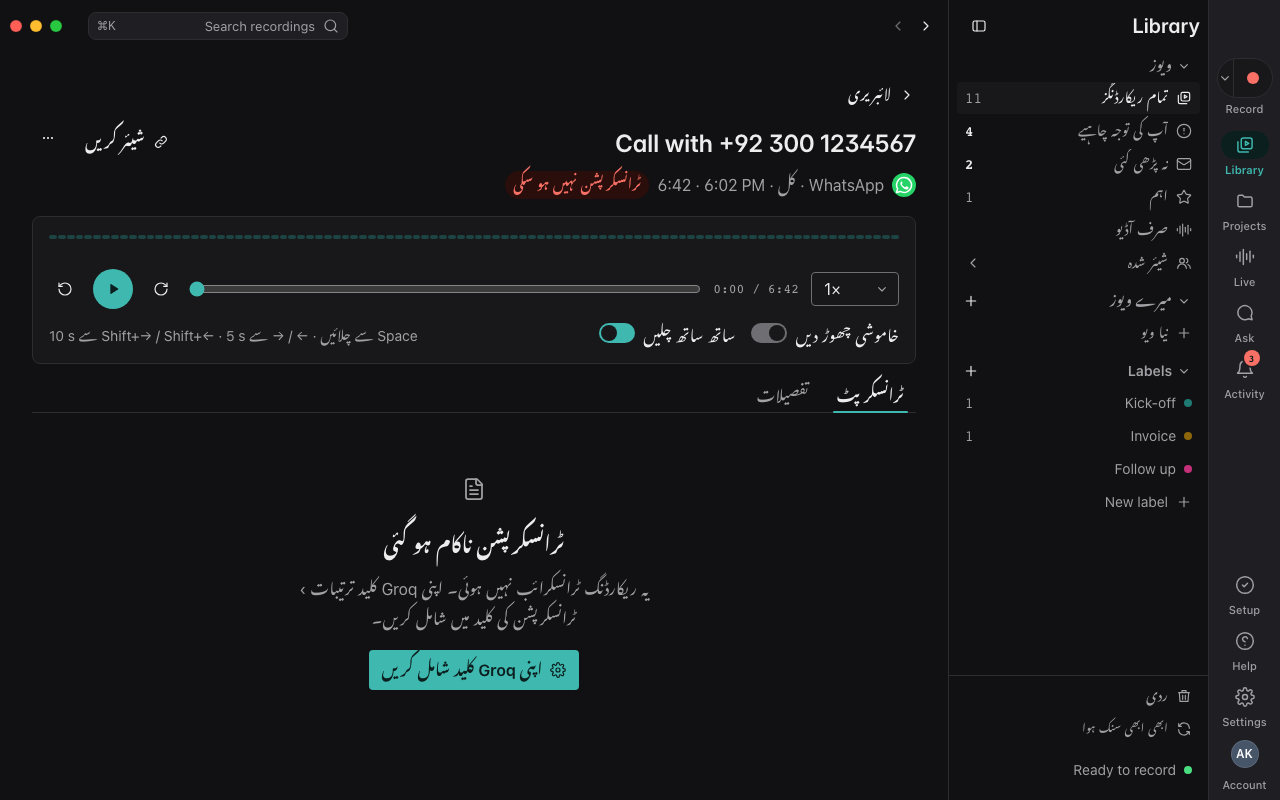 ⌘K Search recordings
Library
ویوز
تمام ریکارڈنگز 11
آپ کی توجہ چاہیے 4
نہ پڑھی گئی 2
اہم 1
صرف آڈیو
شیئر شدہ
میرے ویوز
نیا ویو
Labels
Kick-off 1
Invoice 1
Follow up
New label
ردی
ابھی ابھی سنک ہوا
Ready to record
Record
Library
Projects
Live
Ask
3
Activity
Setup
Help
Settings
AK
Account
لائبریری
Call with +92 300 1234567
شیئر کریں
WhatsApp · کل · 6:02 PM · 6:42 ٹرانسکرپشن نہیں ہو سکی
0:00 / 6:42
1×
خاموشی چھوڑ دیں
ساتھ ساتھ چلیں
Space سے چلائیں · ← / → سے 5 s · Shift+← / Shift+→ سے 10 s
ٹرانسکرپٹ
تفصیلات
ٹرانسکرپشن ناکام ہو گئی
یہ ریکارڈنگ ٹرانسکرائب نہیں ہوئی۔ اپنی Groq کلید ترتیبات ›
ٹرانسکرپشن کی کلید میں شامل کریں۔
اپنی Groq کلید شامل کریں